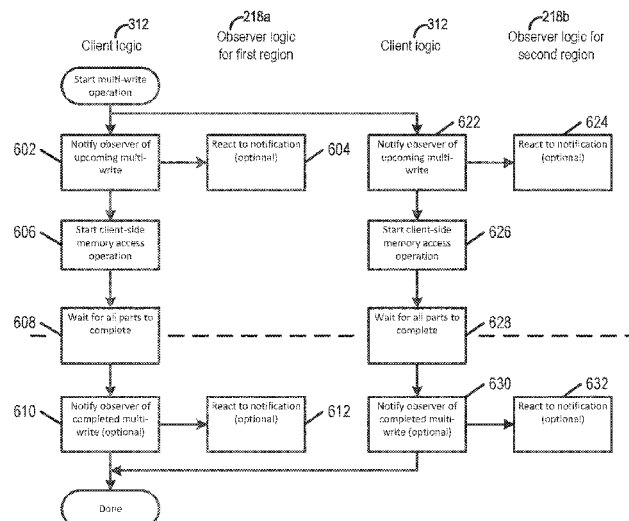 312
Client logic
218a
Observer logic
for first region
312
Client logic
218b
Observer logic for
second region
Start multi-write
operation
602
Notify observer of
upcoming multi-
write
React to notification
(optional)
604
622
Notify observer of
upcoming multi-
write
624
React to notification
(optional)
606
Start client-side
memory access
operation
Start client-side
memory access
operation
626
608
Wait for all parts to
complete
Wait for all parts to
complete
628
610
Notify observer of
completed multi-
write (optional)
React to notification
(optional)
612
630
Notify observer of
completed multi-
write (optional)
632
React to notification
(optional)
Done